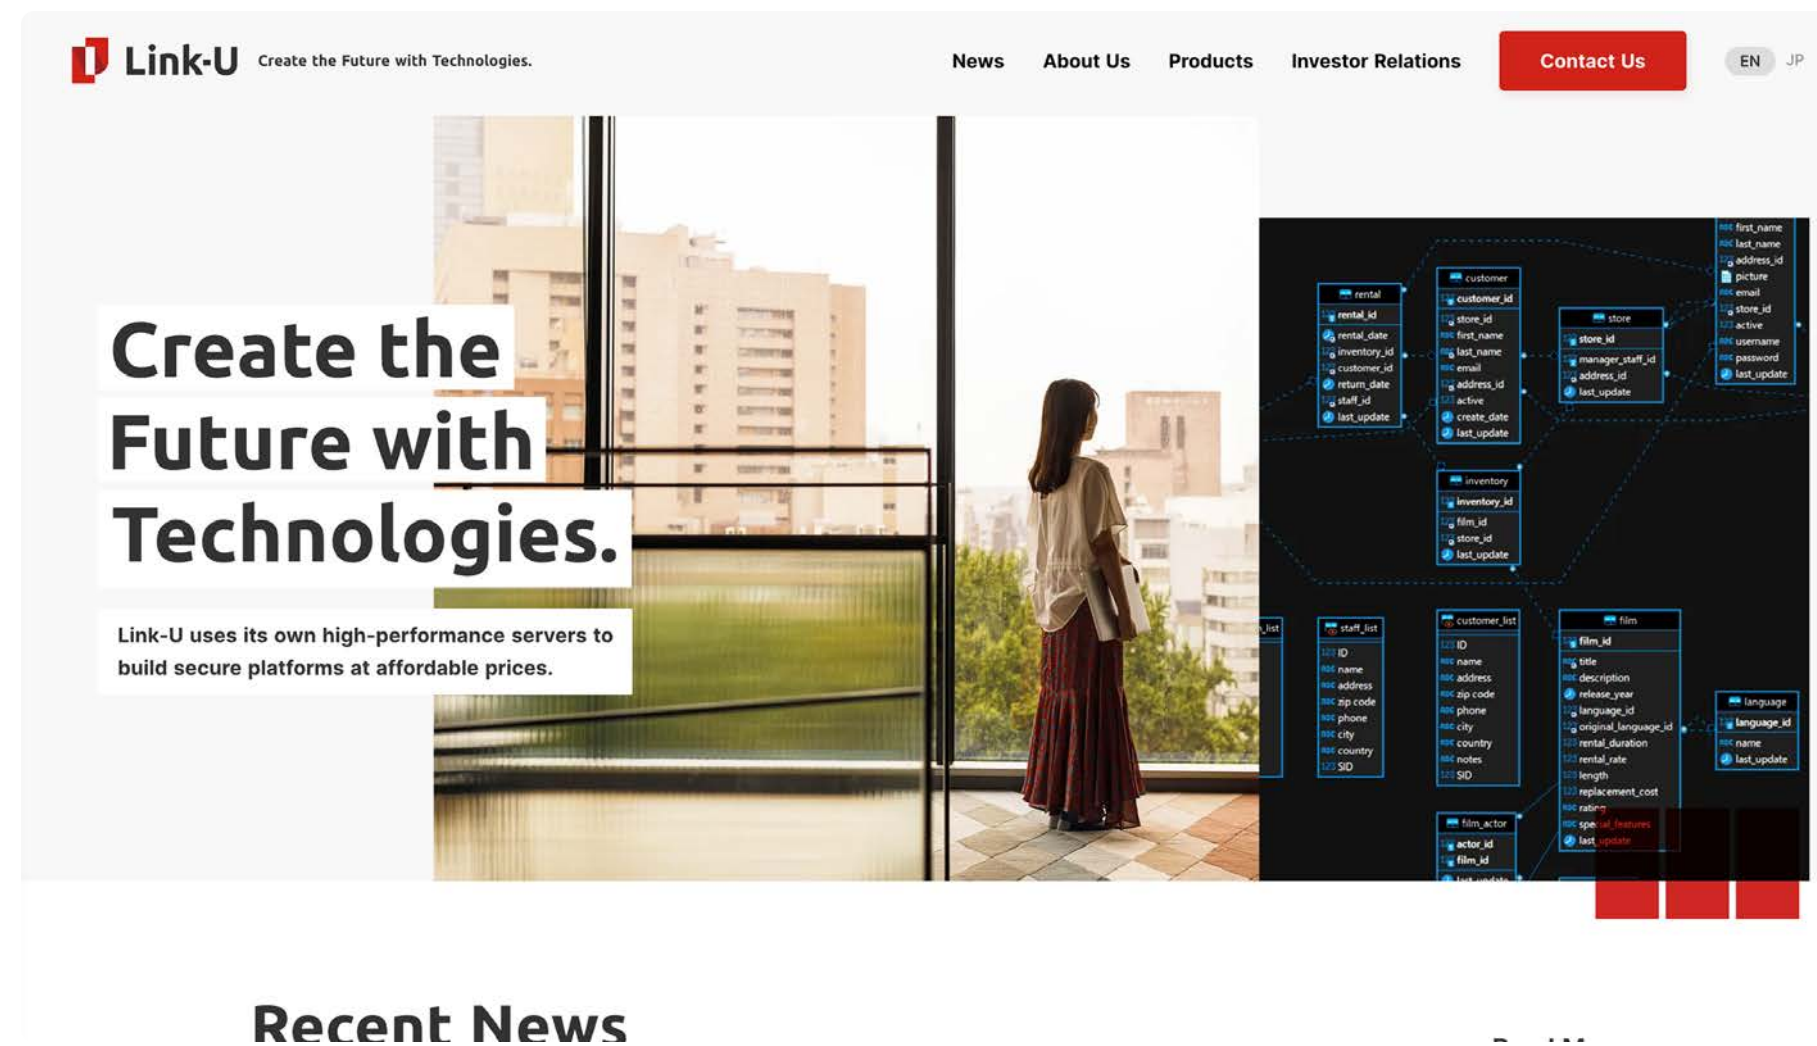 Link-U
Create the Future with Technologies.
News
About Us
Products
Investor Relations
Contact Us
EN
JP
Create the
Future with
Technologies.
Link-U uses its own high-performance servers to
build secure platforms at affordable prices.
first_name
last_name
address_id
picture
email
store_id
active
username
password
last_update
rental
rental_id
rental_date
inventory_id
customer_id
return_date
staff_id
last_update
customer
customer_id
store_id
first_name
last_name
email
address_id
active
create_date
last_update
store
store_id
manager_staff_id
address_id
last_update
inventory
inventory_id
film_id
store_id
last_update
_list
staff_list
ID
name
address
zip code
phone
city
country
SID
customer_list
ID
name
address
zip code
phone
city
country
notes
SID
film
film_id
title
description
release_year
language_id
original_language_id
rental_duration
rental_rate
length
replacement_cost
rating
special_features
last_update
language
language_id
name
last_update
film_actor
actor_id
film_id
last_update
Recent News